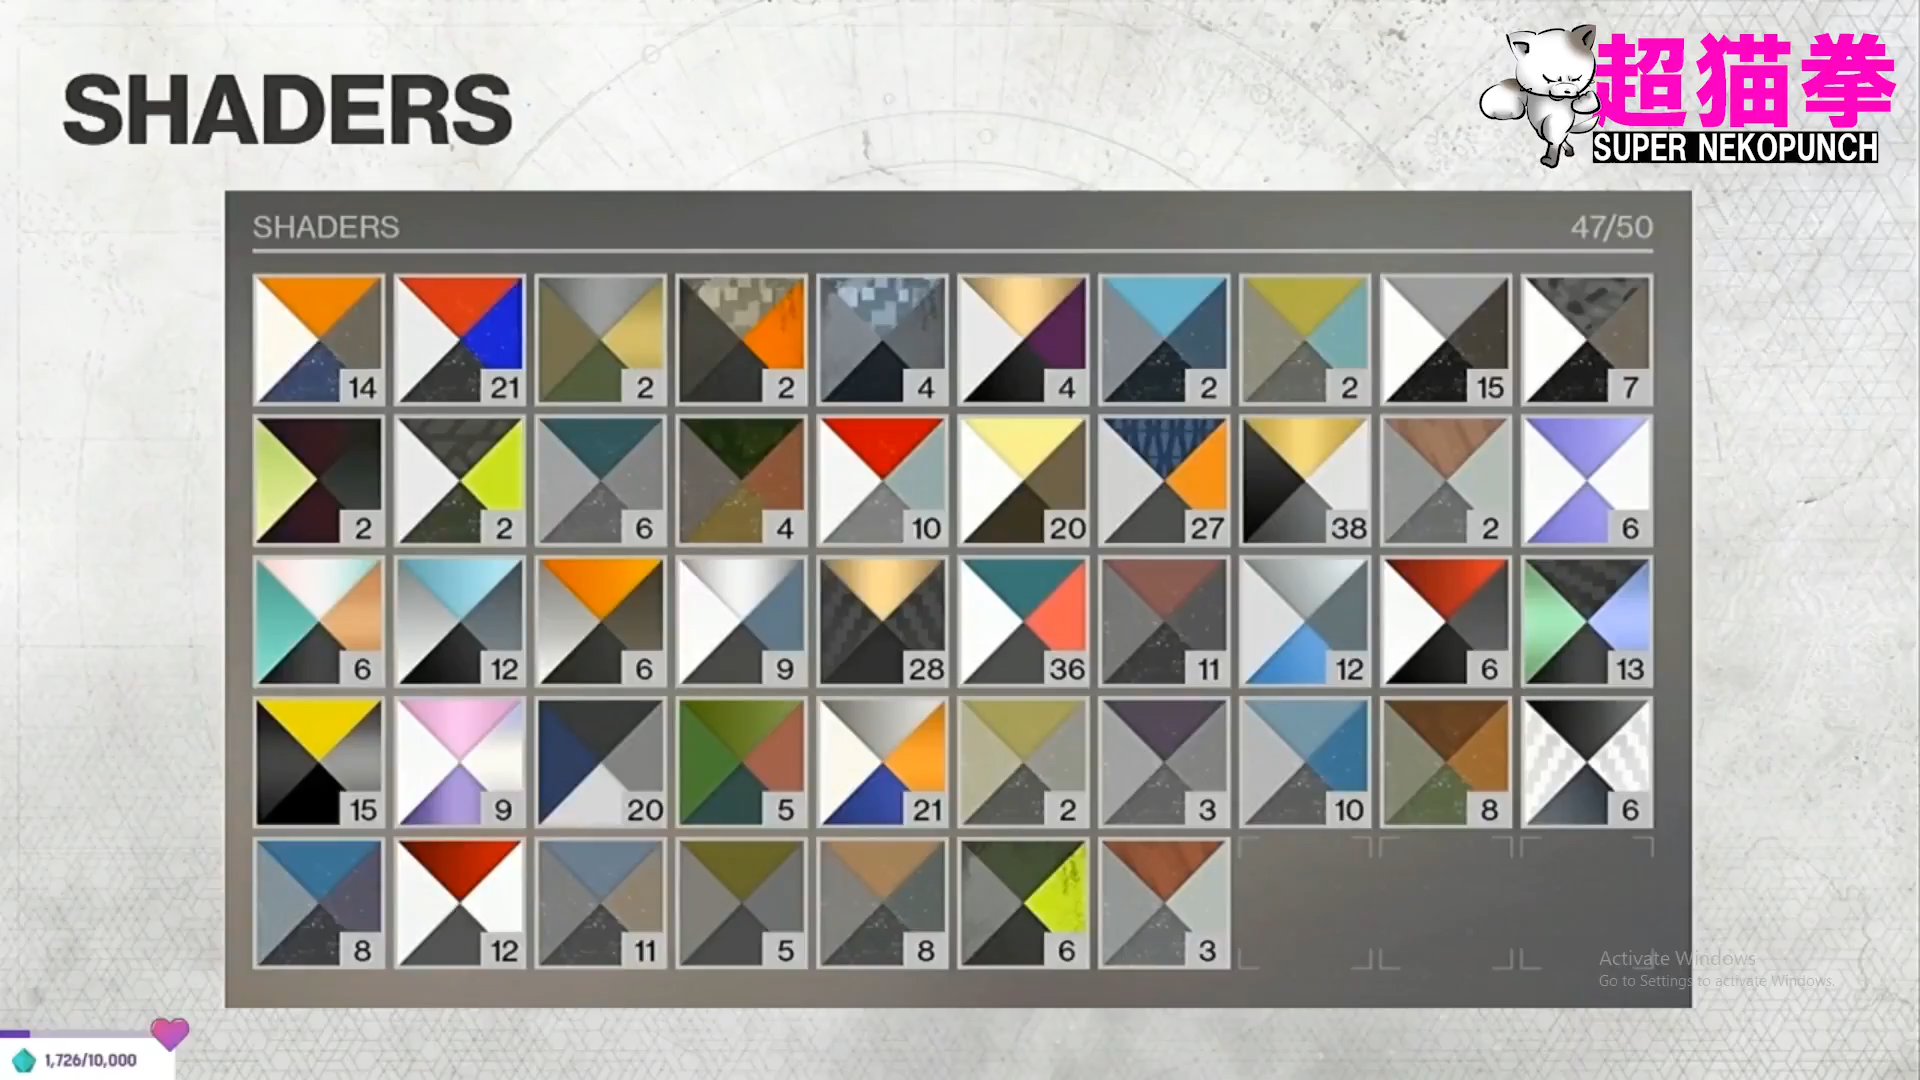 SHADERS
超猫拳
SUPER NEKOPUNCH
SHADERS 47/50
14 21 2 2 4 4 2 2 15 7
2 2 6 4 10 20 27 38 2 6
6 12 6 9 28 36 11 12 6 13
15 9 20 5 21 2 3 10 8 6
8 12 11 5 8 6 3
Activate Windows
Go to Settings to activate Windows.
1,726/10,000